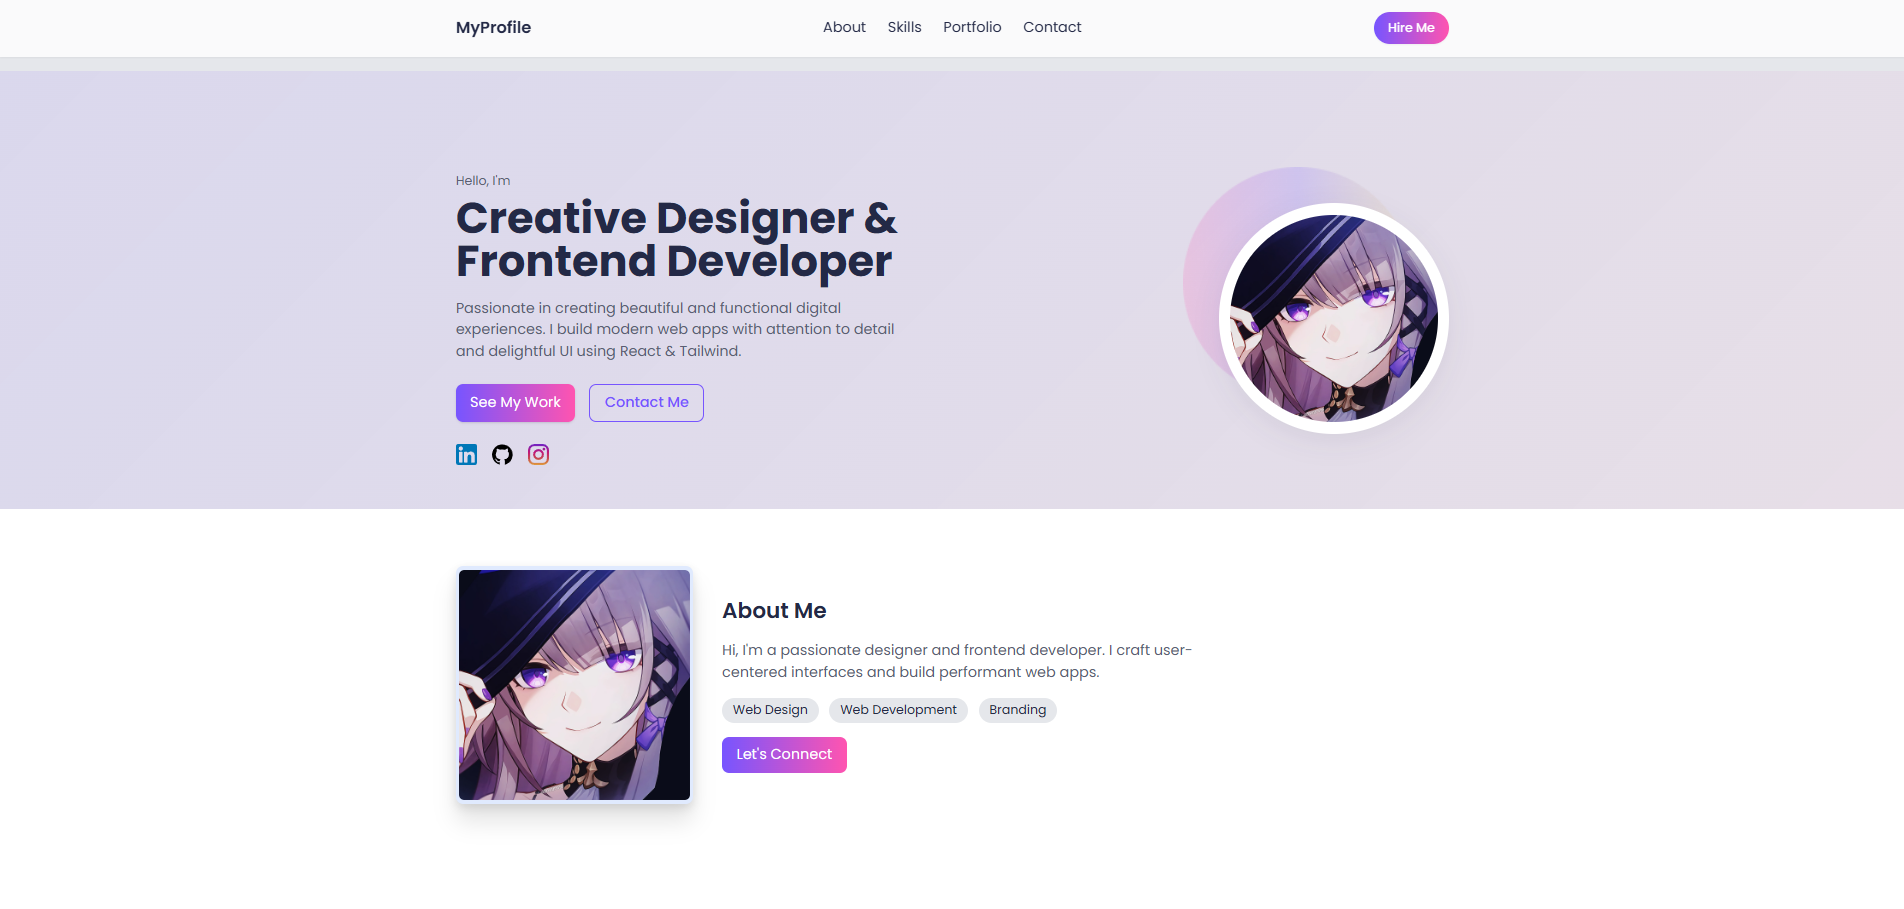 MyProfile
About Skills Portfolio Contact
Hire Me
Hello, I'm
Creative Designer &
Frontend Developer
Passionate in creating beautiful and functional digital
experiences. I build modern web apps with attention to detail
and delightful UI using React & Tailwind.
See My Work
Contact Me
in
About Me
Hi, I'm a passionate designer and frontend developer. I craft user-
centered interfaces and build performant web apps.
Web Design
Web Development
Branding
Let's Connect